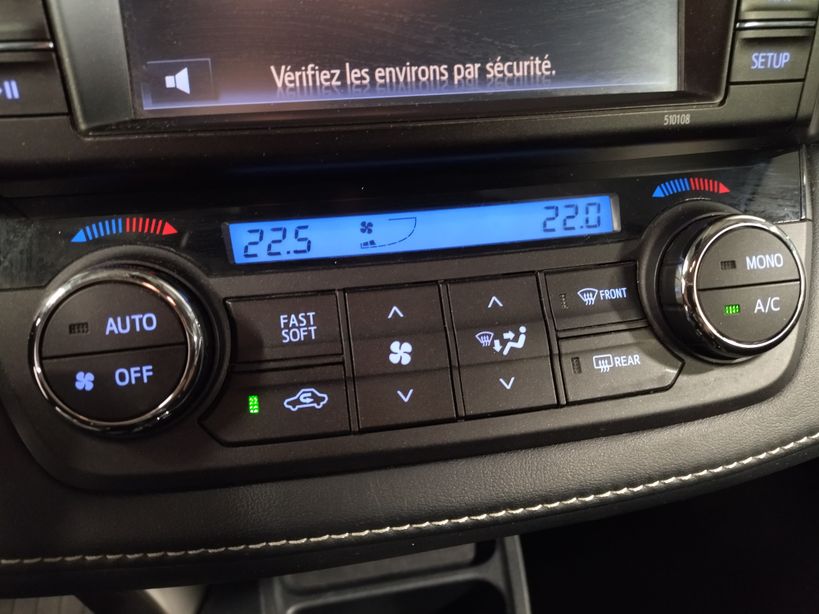 Vérifiez les environs par sécurité.
SETUP
510108
22.5
22.0
AUTO
OFF
FAST
SOFT
FRONT
REAR
MONO
A/C